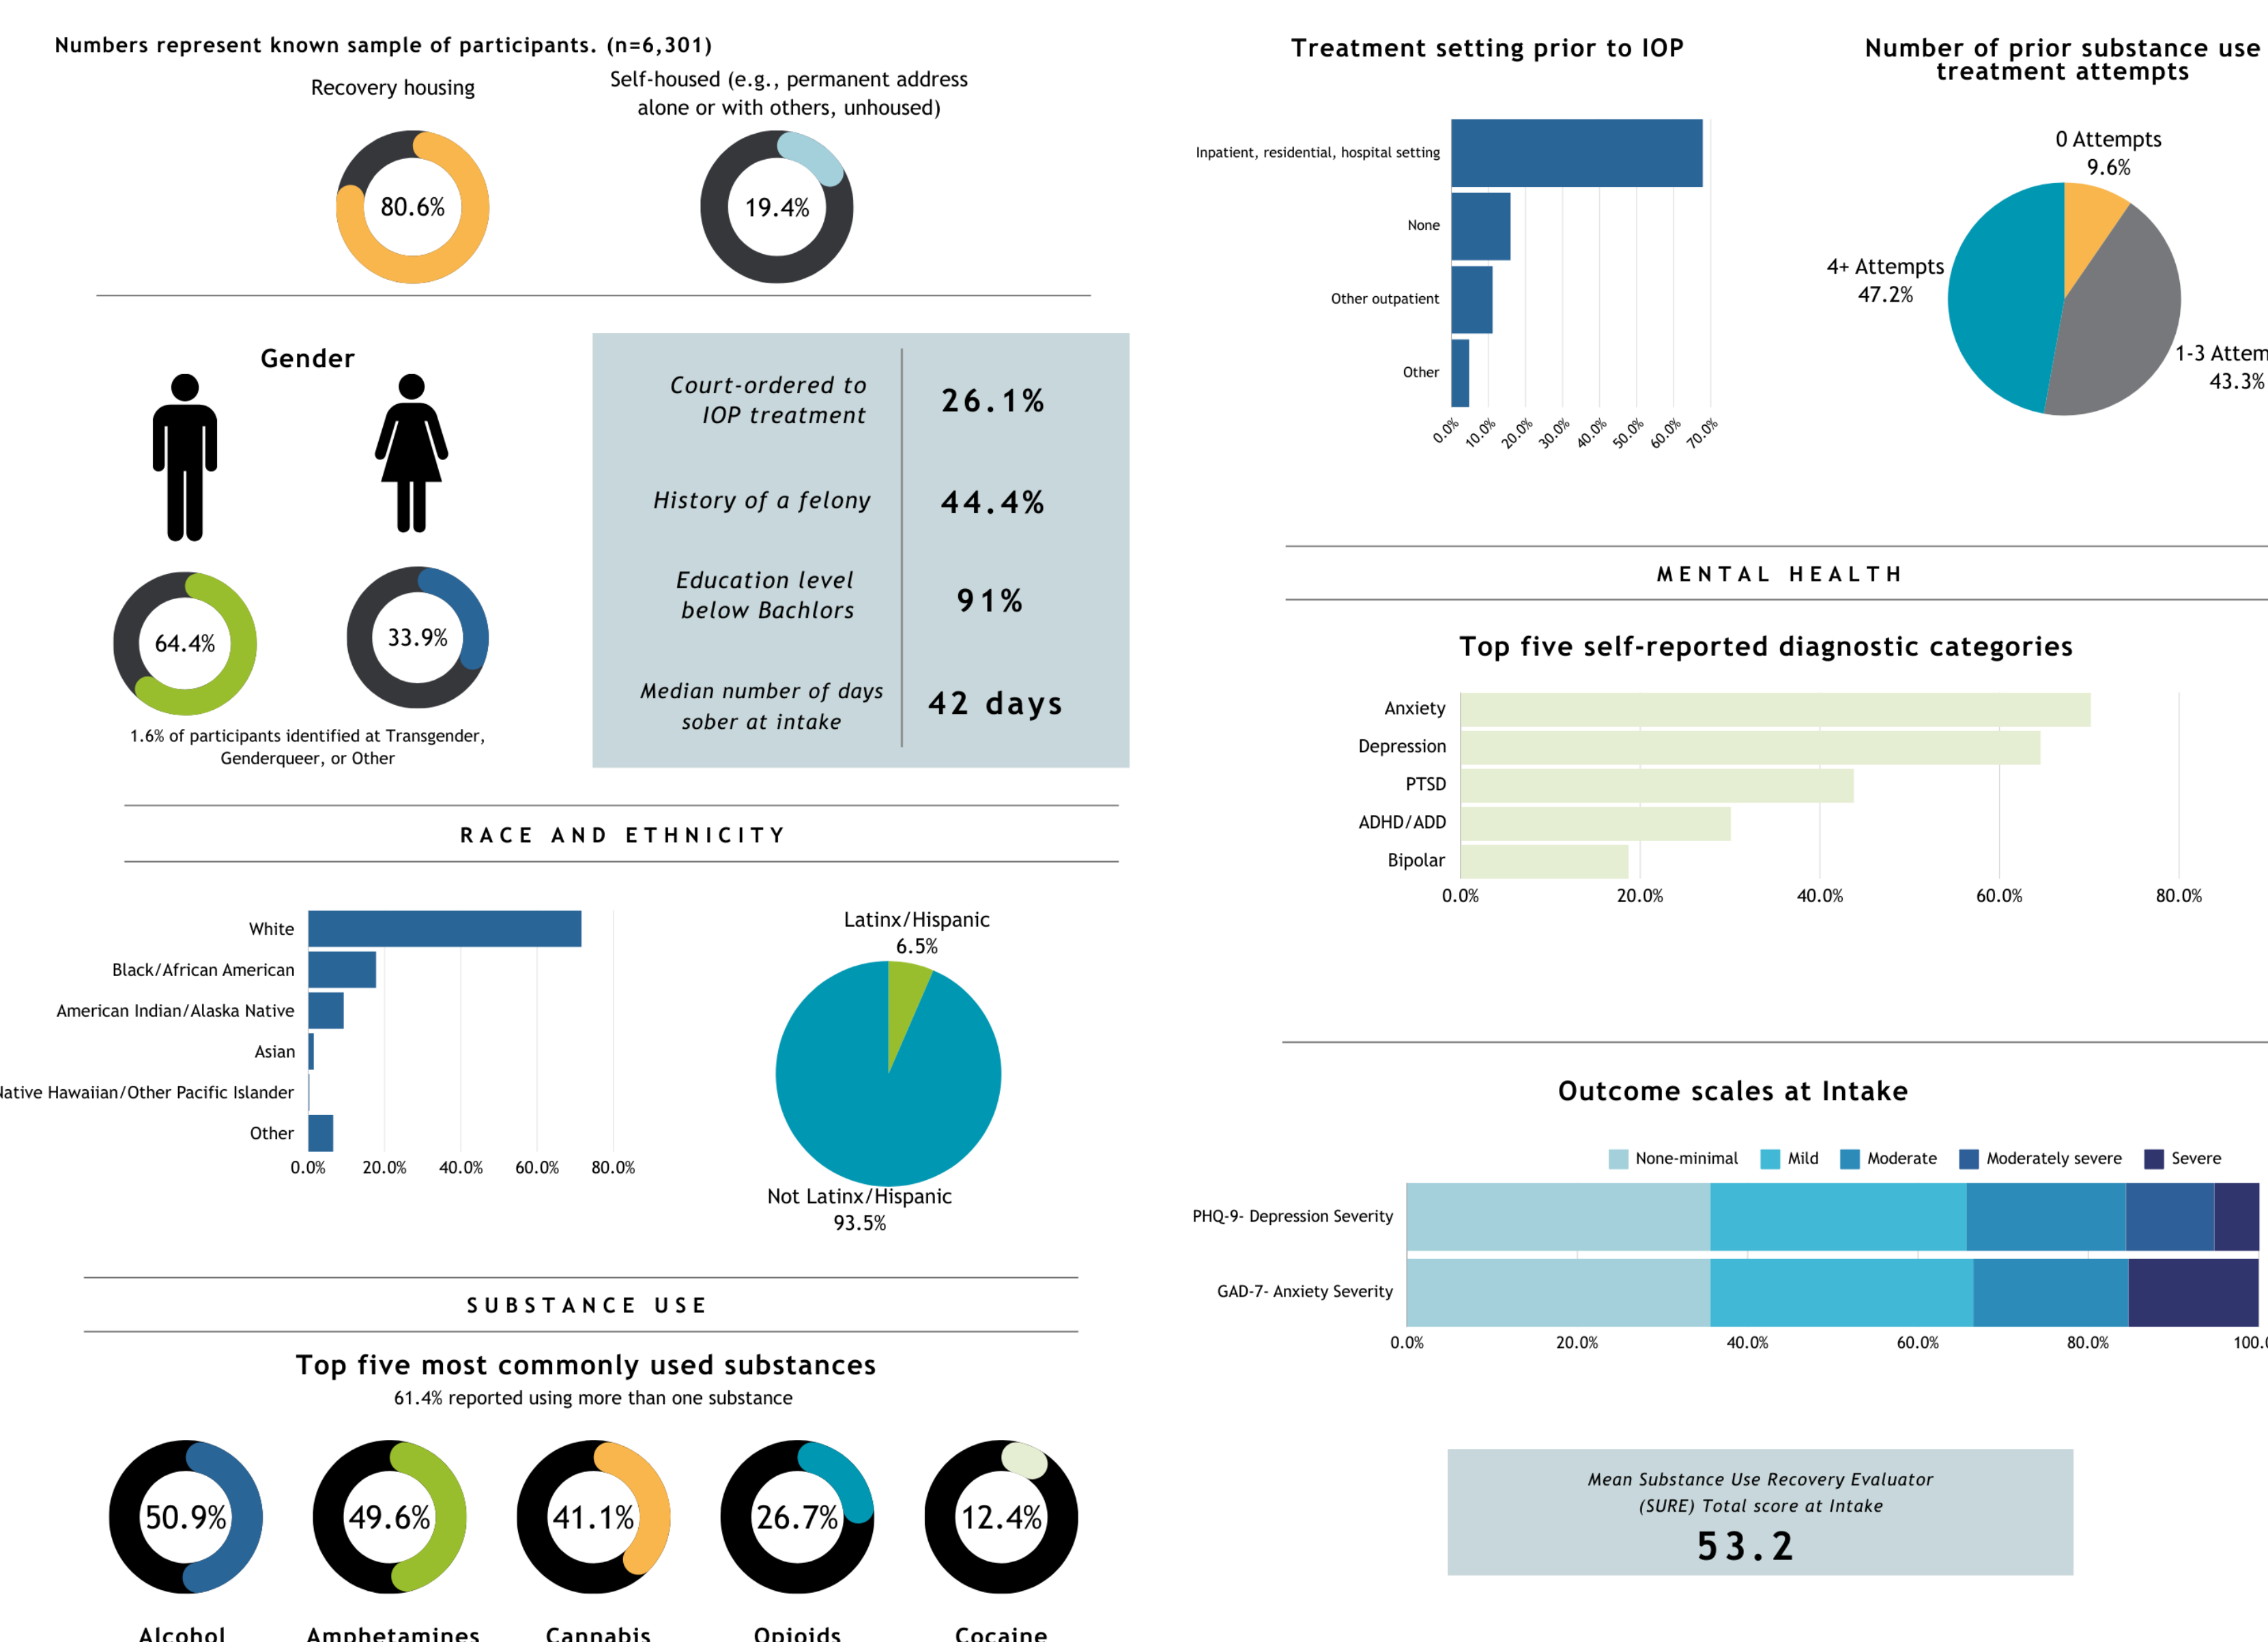 Numbers represent known sample of participants. (n=6,301)
Recovery housing
Self-housed (e.g., permanent address
alone or with others, unhoused)
80.6%
19.4%
Gender
64.4%
33.9%
1.6% of participants identified at Transgender,
Genderqueer, or Other
Court-ordered to
IOP treatment
26.1%
History of a felony
44.4%
Education level
below Bachlors
91%
Median number of days
sober at intake
42 days
RACE AND ETHNICITY
White
Black/African American
American Indian/Alaska Native
Asian
Hawaiian/Other Pacific Islander
Other
0.0% 20.0% 40.0% 60.0% 80.0%
Latinx/Hispanic
6.5%
Not Latinx/Hispanic
93.5%
SUBSTANCE USE
Top five most commonly used substances
61.4% reported using more than one substance
50.9% 49.6% 41.1% 26.7% 12.4%
Alcohol Amphetamines Cannabis Opioids Cocaine
Treatment setting prior to IOP
Inpatient, residential, hospital setting
None
Other outpatient
Other
0.0% 10.0% 20.0% 30.0% 40.0% 50.0% 60.0% 70.0%
Number of prior substance use
treatment attempts
0 Attempts
9.6%
4+ Attempts
47.2%
1-3
43.3%
MENTAL HEALTH
Top five self-reported diagnostic categories
Anxiety
Depression
PTSD
ADHD/ADD
Bipolar
0.0% 20.0% 40.0% 60.0% 80.0%
Outcome scales at Intake
None-minimal Mild Moderate Moderately severe Severe
PHQ-9- Depression Severity
GAD-7- Anxiety Severity
0.0% 20.0% 40.0% 60.0% 80.0%
Mean Substance Use Recovery Evaluator
(SURE) Total score at Intake
53.2